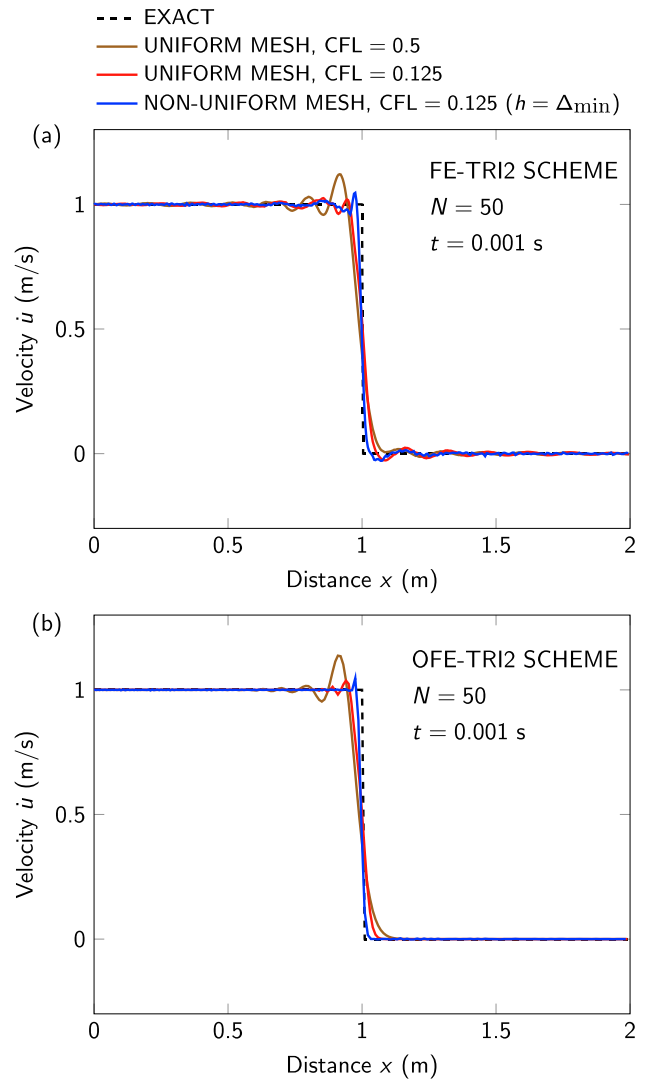 EXACT
UNIFORM MESH, CFL = 0.5
UNIFORM MESH, CFL = 0.125
NON-UNIFORM MESH, CFL = 0.125 (h = Δmin)
(a)
FE-TRI2 SCHEME
N = 50
t = 0.001 s
1
0.5
0
Velocity u̇ (m/s)
0 0.5 1 1.5 2
Distance x (m)
(b)
OFE-TRI2 SCHEME
N = 50
t = 0.001 s
1
0.5
0
Velocity u̇ (m/s)
0 0.5 1 1.5 2
Distance x (m)